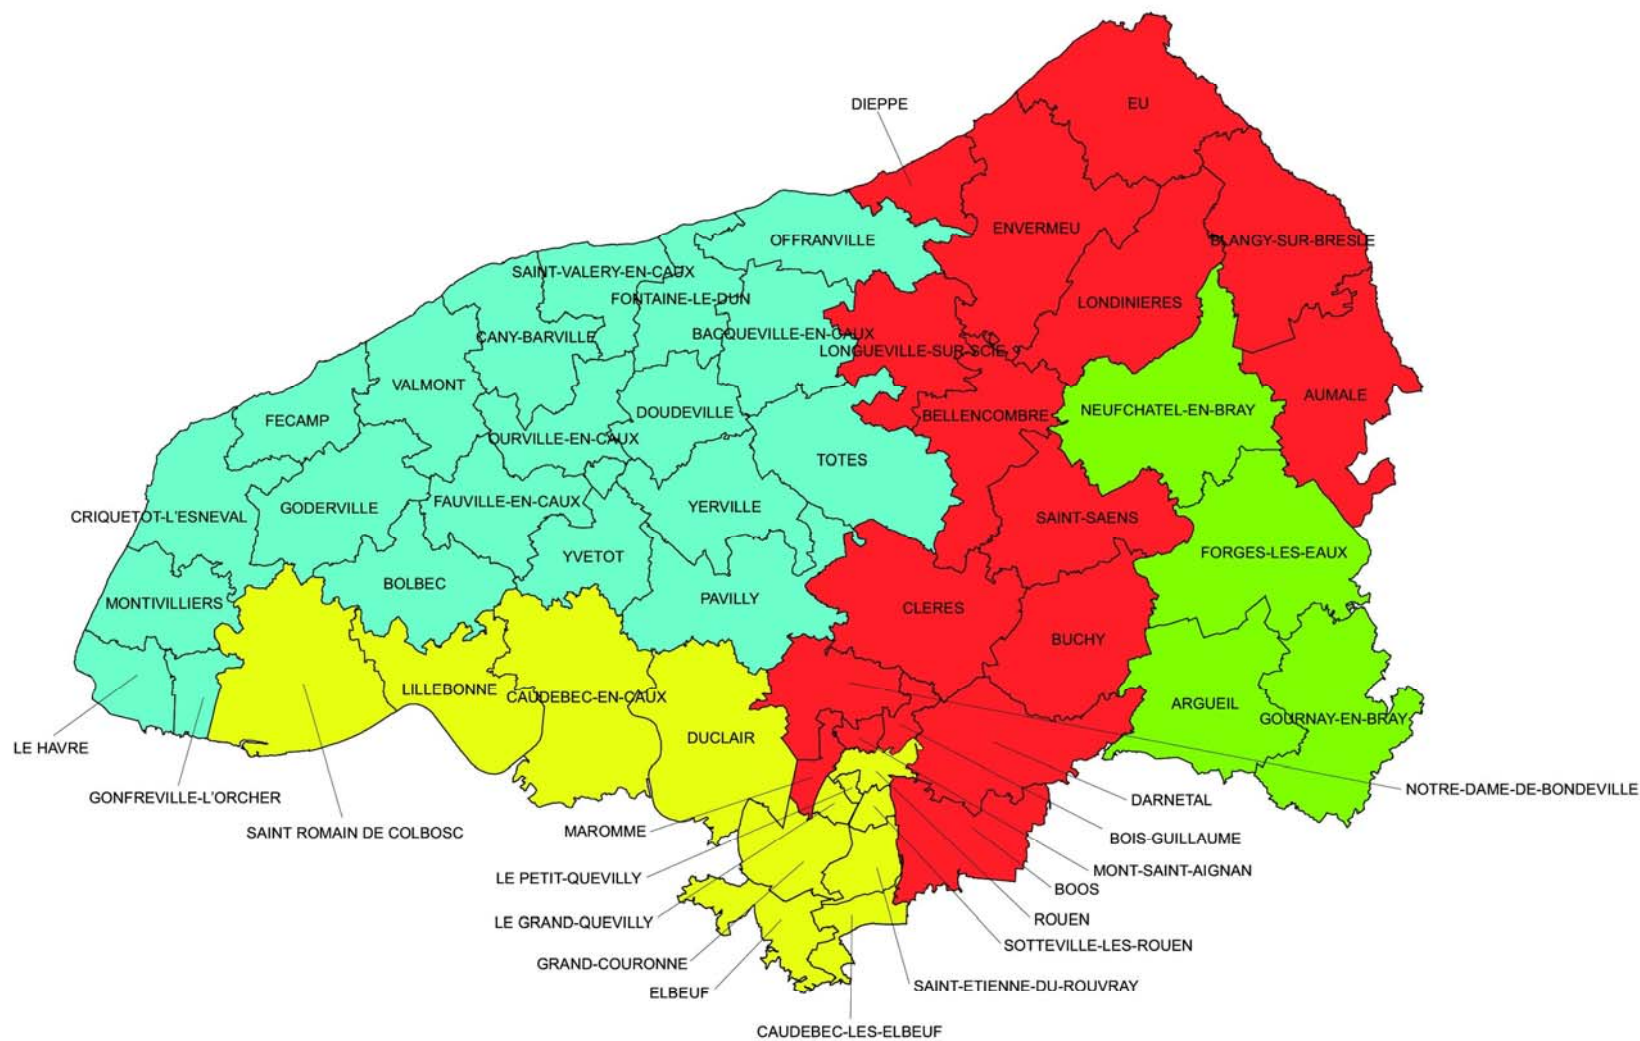 EU
DIEPPE
ENVERMEU
OFFRANVILLE
BLANGY-SUR-BRESLE
SAINT-VALERY-EN-CAUX
FONTAINE-LE-DUN
LONDINIERES
CANY-BARVILLE
BACQUEVILLE-EN-CAUX
LONGUEVILLE-SUR-SCIE
VALMONT
AUMALE
FECAMP
DOUDEVILLE
BELLENCOMBRE
NEUFCHATEL-EN-BRAY
OURVILLE-EN-CAUX
TOTES
CRIQUETOT-L'ESNEVAL
GODERVILLE
FAUVILLE-EN-CAUX
YERVILLE
SAINT-SAENS
YVETOT
FORGES-LES-EAUX
MONTIVILLIERS
BOLBEC
PAVILLY
CLERES
BUCHY
LILLEBONNE
CAUDEBEC-EN-CAUX
ARGUEIL
GOURNAY-EN-BRAY
DUCLAIR
LE HAVRE
GONFREVILLE-L'ORCHER
SAINT ROMAIN DE COLBOSC
MAROMME
LE PETIT-QUEVILLY
LE GRAND-QUEVILLY
GRAND-COURONNE
ELBEUF
CAUDEBEC-LES-ELBEUF
SAINT-ETIENNE-DU-ROUVRAY
SOTTEVILLE-LES-ROUEN
ROUEN
BOOS
MONT-SAINT-AIGNAN
BOIS-GUILLAUME
DARNETAL
NOTRE-DAME-DE-BONDEVILLE